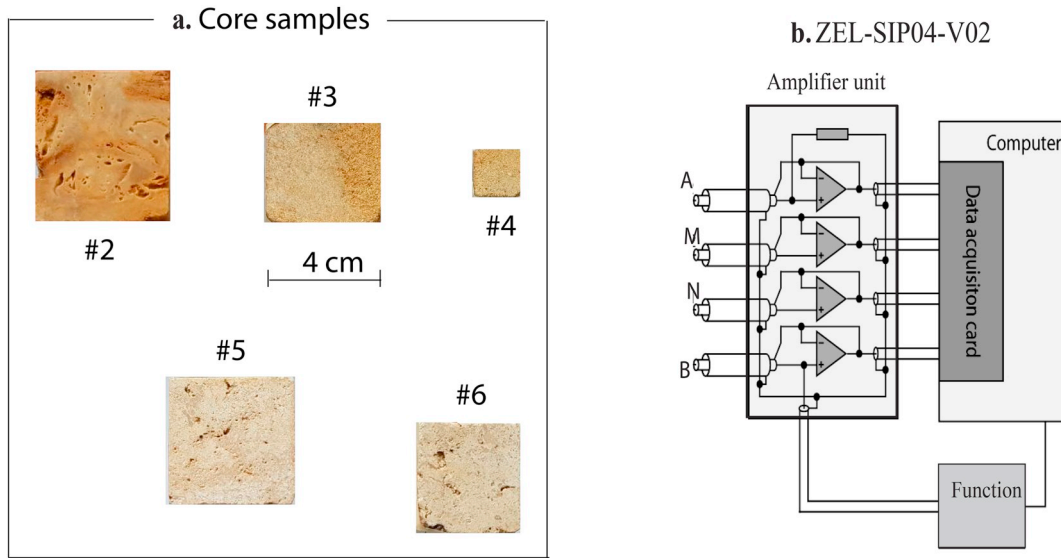 a. Core samples
#2
#3
#4
4 cm
#5
#6
b. ZEL-SIP04-V02
Amplifier unit
A
M
N
B
Computer
Data acquisiton card
Function